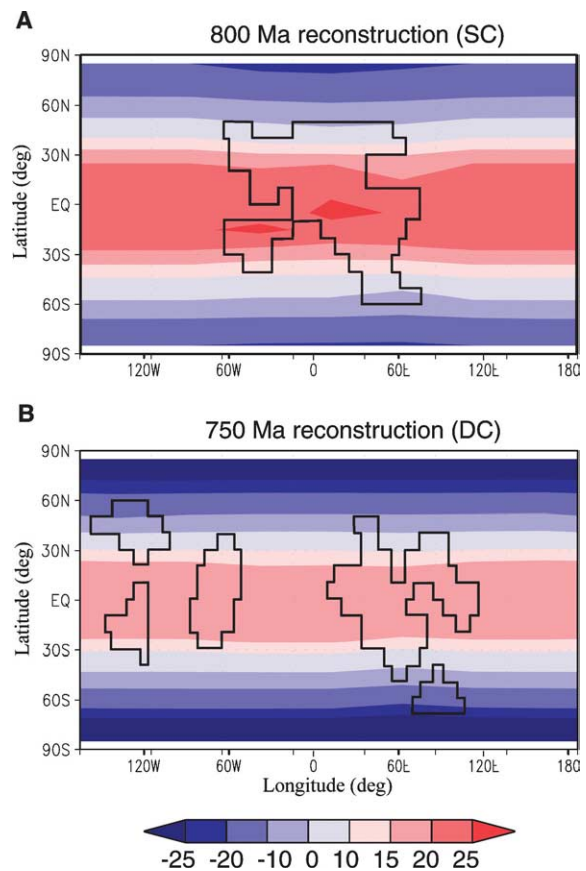 A
800 Ma reconstruction (SC)
90N
60N
30N
EQ
30S
60S
90S
Latitude (deg)
120W 60W 0 60E 120E 180
B
750 Ma reconstruction (DC)
90N
60N
30N
EQ
30S
60S
90S
Latitude (deg)
120W 60W 0 60E 120E 180
Longitude (deg)
-25 -20 -10 0 10 15 20 25